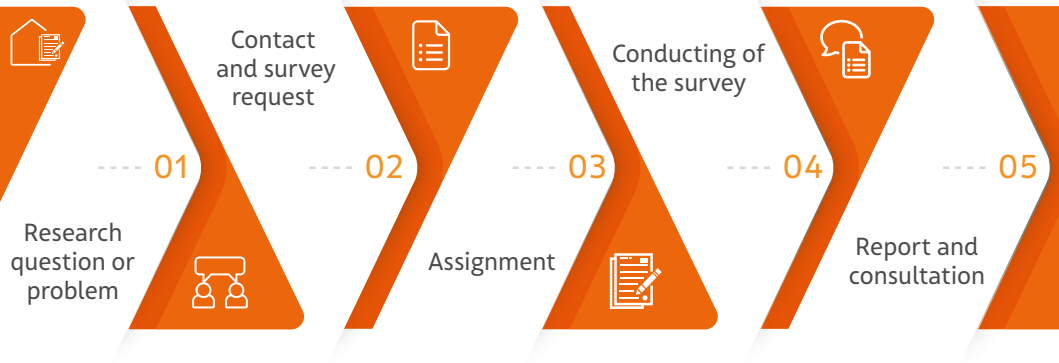 Research
question or
problem
01
Contact
and survey
request
02
Assignment
03
Conducting of
the survey
04
Report and
consultation
05